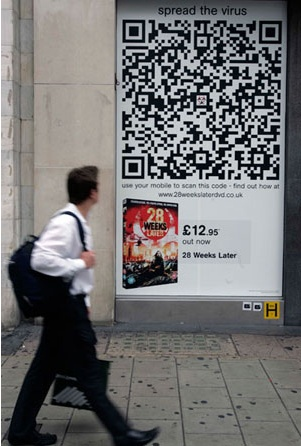 spread the virus
use your mobile to scan this code - find out how at
www.28weekslaterdvd.co.uk
28
WEEKS
LATER
£12.95
out now
28 Weeks Later
H